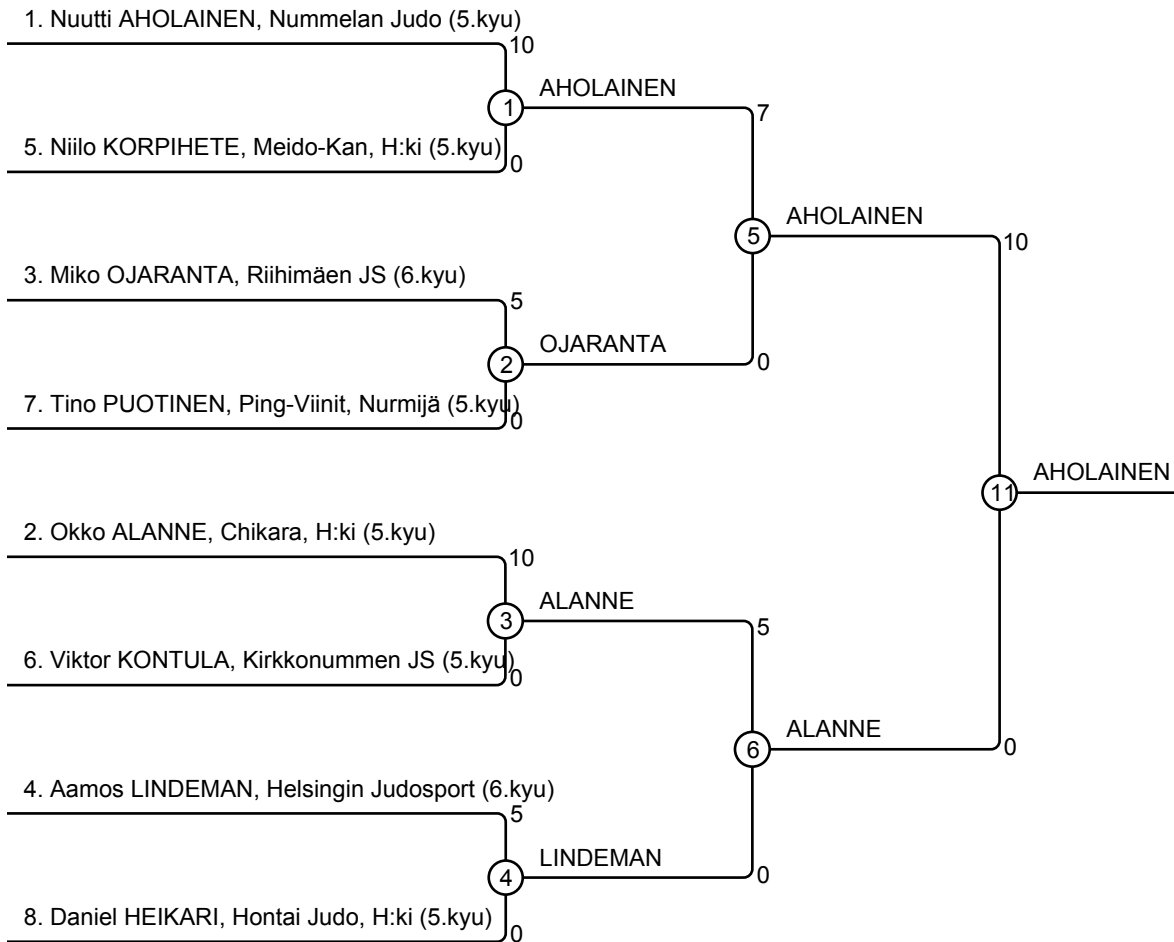 1. Nuutti AHOLAINEN, Nummelan Judo (5.kyu)
10
AHOLAINEN
1
7
5. Niilo KORPIHETE, Meido-Kan, H:ki (5.kyu)
0
AHOLAINEN
5
10
3. Miko OJARANTA, Riihimäen JS (6.kyu)
5
OJARANTA
2
0
7. Tino PUOTINEN, Ping-Viinit, Nurmijä (5.kyu)
0
AHOLAINEN
11
2. Okko ALANNE, Chikara, H:ki (5.kyu)
10
ALANNE
3
5
6. Viktor KONTULA, Kirkkonummen JS (5.kyu)
0
ALANNE
6
0
4. Aamos LINDEMAN, Helsingin Judosport (6.kyu)
5
LINDEMAN
4
0
8. Daniel HEIKARI, Hontai Judo, H:ki (5.kyu)
0